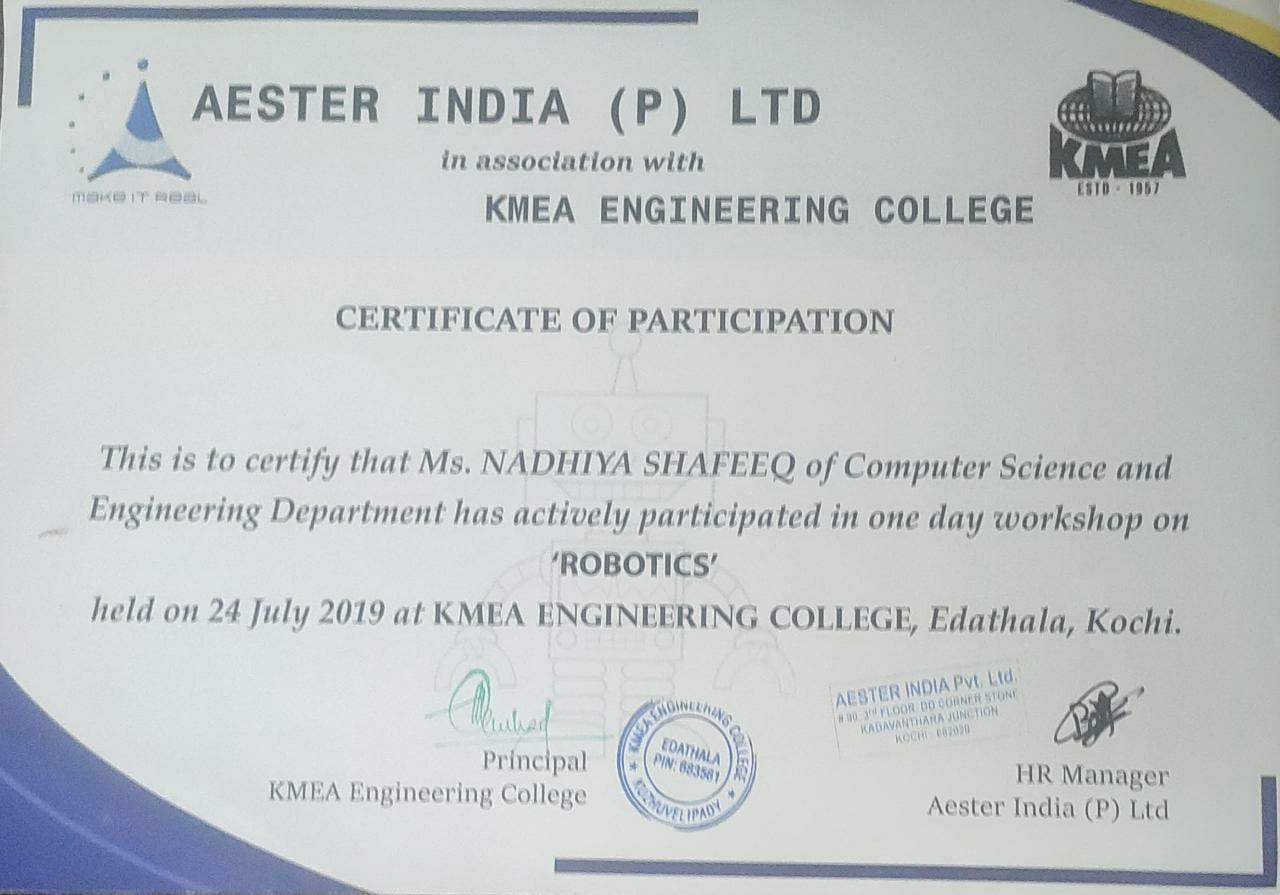 AESTER INDIA (P) LTD
MAKE IT REAL
in association with
KMEA ENGINEERING COLLEGE
KMEA
ESTD - 1957
CERTIFICATE OF PARTICIPATION
This is to certify that Ms. NADHIYA SHAFEEQ of Computer Science and
Engineering Department has actively participated in one day workshop on
‘ROBOTICS’
held on 24 July 2019 at KMEA ENGINEERING COLLEGE, Edathala, Kochi.
Principal
KMEA Engineering College
KMEA ENGINEERING COLLEGE
EDATHALA
PIN: 683561
KUZHUVELIPADY
AESTER INDIA Pvt. Ltd.
# 90, 3rd FLOOR, DD CORNER STONE
KADAVANTHARA JUNCTION
KOCHI - 682020
HR Manager
Aester India (P) Ltd